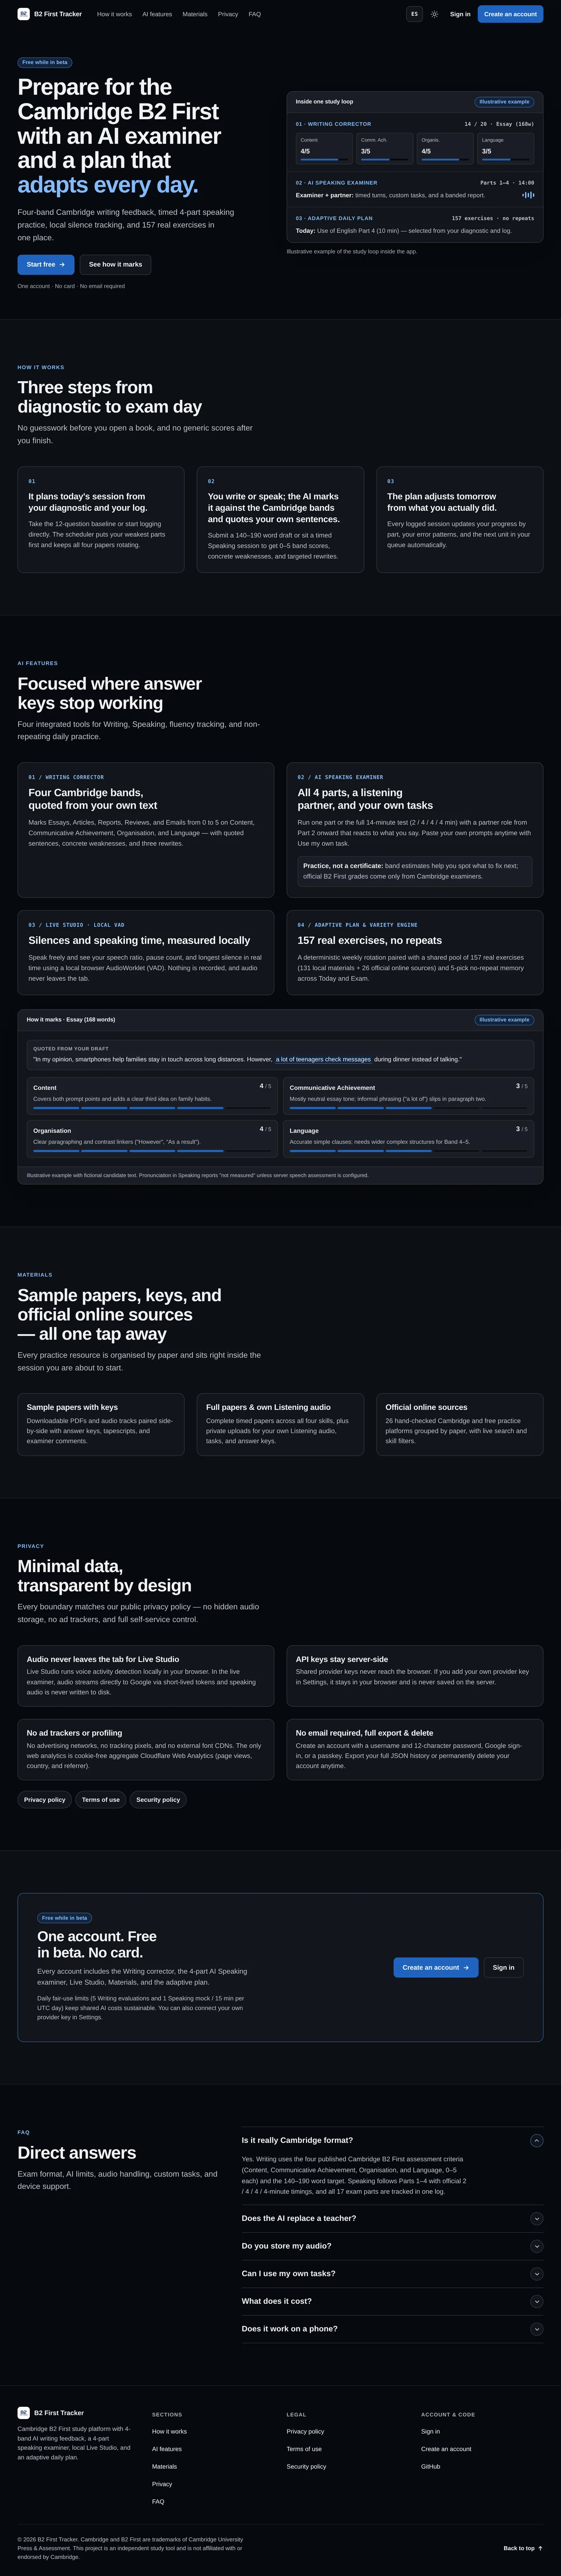 B2 B2 First Tracker How it works AI features Materials Privacy FAQ ES Sign in Create an account
Free while in beta
Prepare for the
Cambridge B2 First
with an AI examiner
and a plan that
adapts every day.
Four-band Cambridge writing feedback, timed 4-part speaking
practice, local silence tracking, and 157 real exercises in
one place.
Start free → See how it marks
One account · No card · No email required
Inside one study loop Illustrative example
01 · WRITING CORRECTOR 14 / 20 · Essay (168w)
Content Comm. Ach. Organis. Language
4/5 3/5 4/5 3/5
02 · AI SPEAKING EXAMINER Parts 1–4 · 14:00
Examiner + partner: timed turns, custom tasks, and a banded report.
03 · ADAPTIVE DAILY PLAN 157 exercises · no repeats
Today: Use of English Part 4 (10 min) — selected from your diagnostic and log.
Illustrative example of the study loop inside the app.
HOW IT WORKS
Three steps from
diagnostic to exam day
No guesswork before you open a book, and no generic scores after
you finish.
01
It plans today's session from
your diagnostic and your log.
Take the 12-question baseline or start logging
directly. The scheduler puts your weakest parts
first and keeps all four papers rotating.
02
You write or speak; the AI marks
it against the Cambridge bands
and quotes your own sentences.
Submit a 140–190 word draft or sit a timed
Speaking session to get 0–5 band scores,
concrete weaknesses, and targeted rewrites.
03
The plan adjusts tomorrow
from what you actually did.
Every logged session updates your progress by
part, your error patterns, and the next unit in your
queue automatically.
AI FEATURES
Focused where answer
keys stop working
Four integrated tools for Writing, Speaking, fluency tracking, and non-
repeating daily practice.
01 / WRITING CORRECTOR
Four Cambridge bands,
quoted from your own text
Marks Essays, Articles, Reports, Reviews, and Emails from 0 to 5 on Content,
Communicative Achievement, Organisation, and Language — with quoted
sentences, concrete weaknesses, and three rewrites.
02 / AI SPEAKING EXAMINER
All 4 parts, a listening
partner, and your own tasks
Run one part or the full 14-minute test (2 / 4 / 4 / 4 min) with a partner role from
Part 2 onward that reacts to what you say. Paste your own prompts anytime with
Use my own task.
Practice, not a certificate: band estimates help you spot what to fix next;
official B2 First grades come only from Cambridge examiners.
03 / LIVE STUDIO · LOCAL VAD
Silences and speaking time, measured locally
Speak freely and see your speech ratio, pause count, and longest silence in real
time using a local browser AudioWorklet (VAD). Nothing is recorded, and audio
never leaves the tab.
04 / ADAPTIVE PLAN & VARIETY ENGINE
157 real exercises, no repeats
A deterministic weekly rotation paired with a shared pool of 157 real exercises
(131 local materials + 26 official sources) and 5-pick no-repeat memory
across Today and Exam.
How it marks · Essay (168 words) Illustrative example
QUOTED FROM YOUR DRAFT
"In my opinion, smartphones help families stay in touch across long distances. However, a lot of teenagers check messages during dinner instead of talking."
Content 4 / 5
Covers both prompt points and adds a clear third idea on family habits.
Communicative Achievement 3 / 5
Mostly neutral essay tone; informal phrasing ("a lot of") slips in paragraph two.
Organisation 4 / 5
Clear paragraphing and contrast linkers ("However", "As a result").
Language 3 / 5
Accurate simple clauses; needs wider complex structures for Band 4–5.
Illustrative example with fictional candidate text. Pronunciation in Speaking reports "not measured" unless server speech assessment is configured.
MATERIALS
Sample papers, keys, and
official online sources
— all one tap away
Every practice resource is organised by paper and sits right inside the
session you are about to start.
Sample papers with keys
Downloadable PDFs and audio tracks paired side-
by-side with answer keys, tapescripts, and
examiner comments.
Full papers & own Listening audio
Complete timed papers across all four skills, plus
private uploads for your own Listening audio,
tasks, and answer keys.
Official online sources
26 hand-checked Cambridge and free practice
platforms grouped by paper, with live search and
skill filters.
PRIVACY
Minimal data,
transparent by design
Every boundary matches our public privacy policy — no hidden audio
storage, no ad trackers, and full self-service control.
Audio never leaves the tab for Live Studio
Live Studio runs voice activity detection locally in your browser. In the live
examiner, audio streams directly to Google via short-lived tokens and speaking
audio is never written to disk.
API keys stay server-side
Shared provider keys never reach the browser. If you add your own provider key
in Settings, it stays in your browser and is never saved on the server.
No ad trackers or profiling
No advertising networks, no tracking pixels, and no external font CDNs. The only
web analytics is cookie-free aggregate Cloudflare Web Analytics (page views,
country, and referrer).
No email required, full export & delete
Create an account with a username and 12-character password, Google sign-
in, or a passkey. Export your full JSON history or permanently delete your
account anytime.
Privacy policy Terms of use Security policy
Free while in beta
One account. Free
in beta. No card.
Every account includes the Writing corrector, the 4-part AI Speaking
examiner, Live Studio, Materials, and the adaptive plan.
Daily fair-use limits (5 Writing evaluations and 1 Speaking mock / 15 min per
UTC day) keep shared AI costs sustainable. You can also connect your own
provider key in Settings.
Create an account → Sign in
FAQ
Direct answers
Exam format, AI limits, audio handling, custom tasks, and
device support.
Is it really Cambridge format?
Yes. Writing uses the four published Cambridge B2 First assessment criteria
(Content, Communicative Achievement, Organisation, and Language, 0–5
each) and the 140–190 word target. Speaking follows Parts 1–4 with official 2
/ 4 / 4 / 4-minute timings, and all 17 exam parts are tracked in one log.
Does the AI replace a teacher?
Do you store my audio?
Can I use my own tasks?
What does it cost?
Does it work on a phone?
B2 B2 First Tracker
Cambridge B2 First study platform with 4-
band AI writing feedback, a 4-part
speaking examiner, local Live Studio, and
an adaptive daily plan.
SECTIONS
How it works
AI features
Materials
Privacy
FAQ
LEGAL
Privacy policy
Terms of use
Security policy
ACCOUNT & CODE
Sign in
Create an account
GitHub
© 2026 B2 First Tracker. Cambridge and B2 First are trademarks of Cambridge University
Press & Assessment. This project is an independent study tool and is not affiliated with or
endorsed by Cambridge.
Back to top ↑